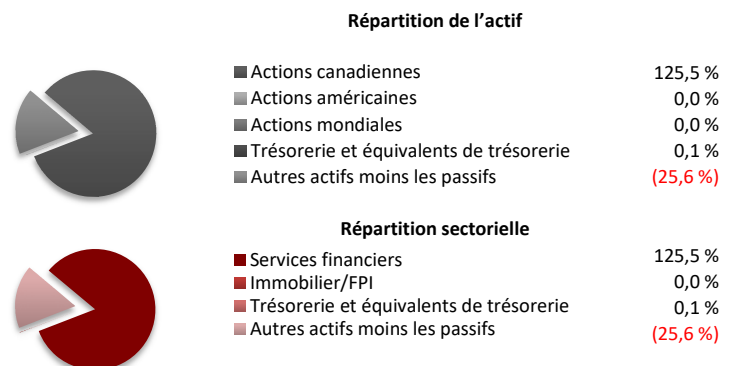 Répartition de l’actif
Actions canadiennes 125,5 %
Actions américaines 0,0 %
Actions mondiales 0,0 %
Trésorerie et équivalents de trésorerie 0,1 %
Autres actifs moins les passifs (25,6 %)
Répartition sectorielle
Services financiers 125,5 %
Immobilier/FPI 0,0 %
Trésorerie et équivalents de trésorerie 0,1 %
Autres actifs moins les passifs (25,6 %)